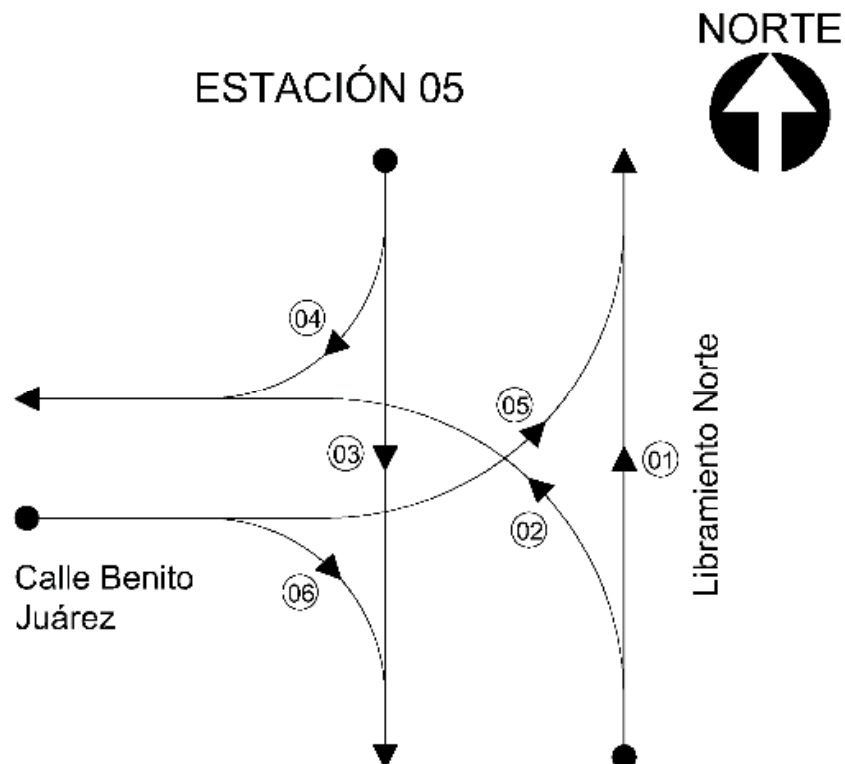 NORTE
ESTACIÓN 05
04
05
03
01
02
Libramiento Norte
Calle Benito
Juárez
06